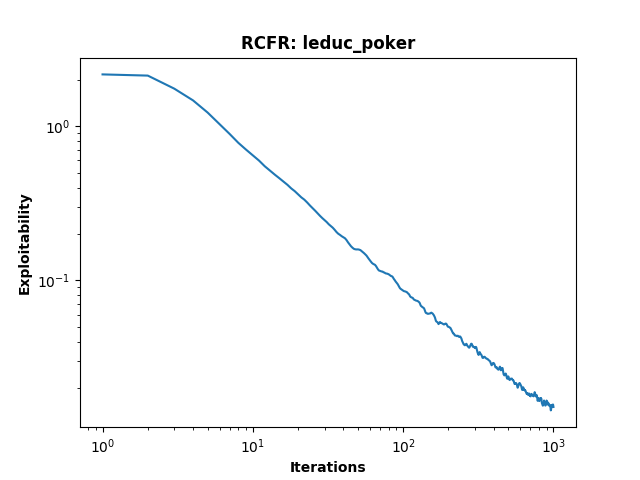 RCFR: leduc_poker
Exploitability
10⁰
10⁻¹
10⁰ 10¹ 10² 10³
Iterations